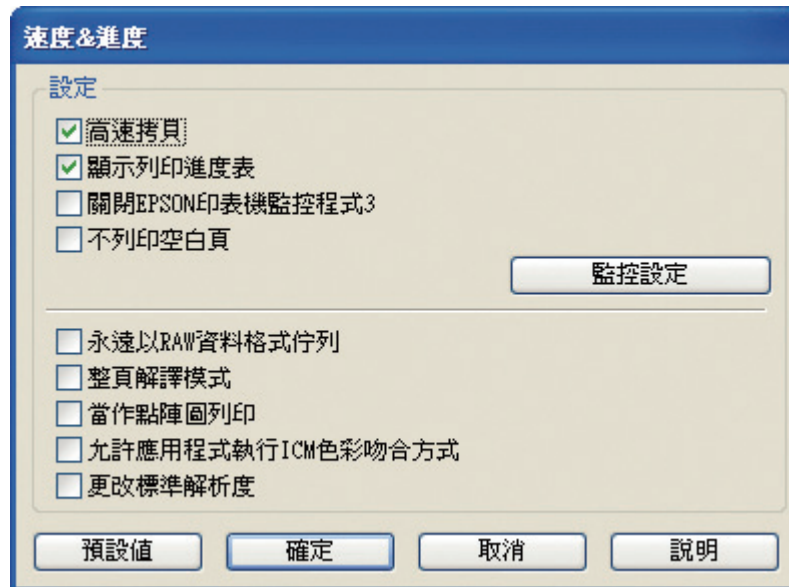 速度&進度
設定
高速拷貝
顯示列印進度表
關閉EPSON印表機監控程式3
不列印空白頁
監控設定
永遠以RAW資料格式佇列
整頁解譯模式
當作點陣圖列印
允許應用程式執行ICM色彩吻合方式
更改標準解析度
預設值 確定 取消 說明